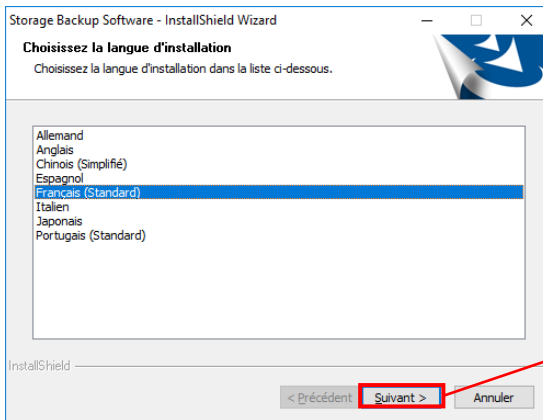 Storage Backup Software - InstallShield Wizard
Choisissez la langue d'installation
Choisissez la langue d'installation dans la liste ci-dessous.
Allemand
Anglais
Chinois (Simplifié)
Espagnol
Français (Standard)
Italien
Japonais
Portugais (Standard)
InstallShield
< Précédent Suivant > Annuler